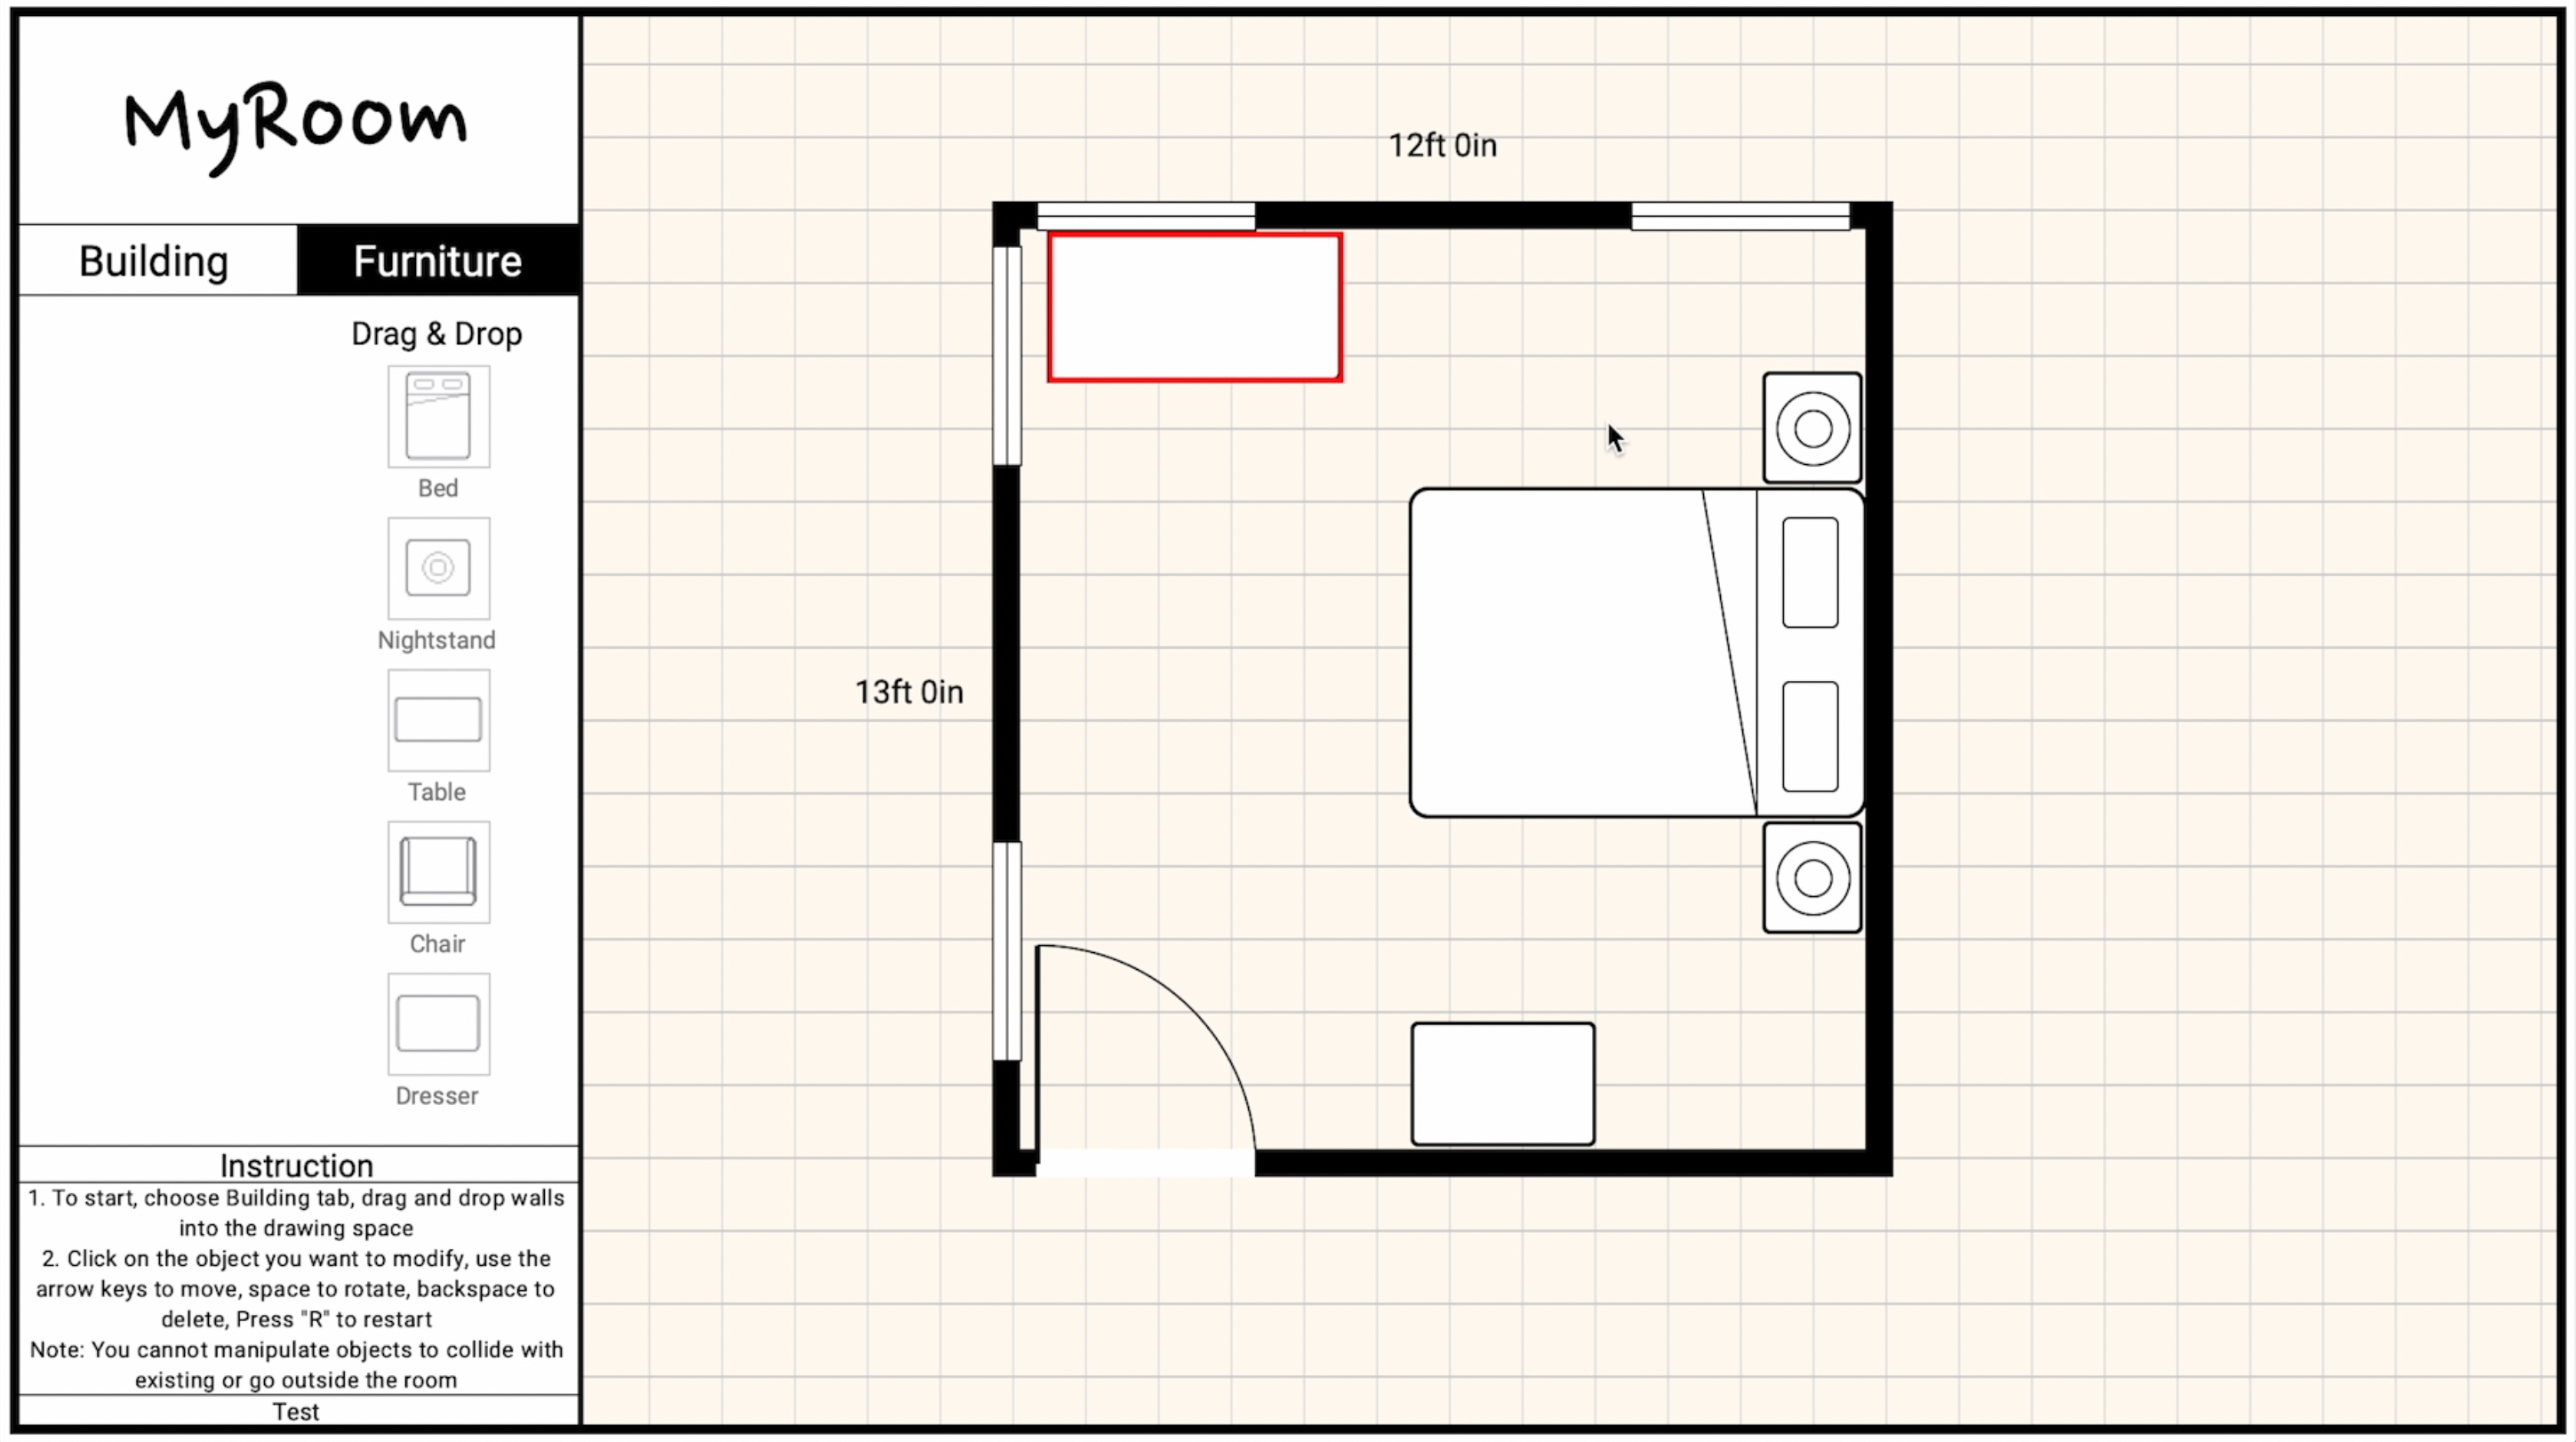 MyRoom
Building
Furniture
Drag & Drop
Bed
Nightstand
Table
Chair
Dresser
Instruction
1. To start, choose Building tab, drag and drop walls
into the drawing space
2. Click on the object you want to modify, use the
arrow keys to move, space to rotate, backspace to
delete, Press "R" to restart
Note: You cannot manipulate objects to collide with
existing or go outside the room
Test
12ft 0in
13ft 0in